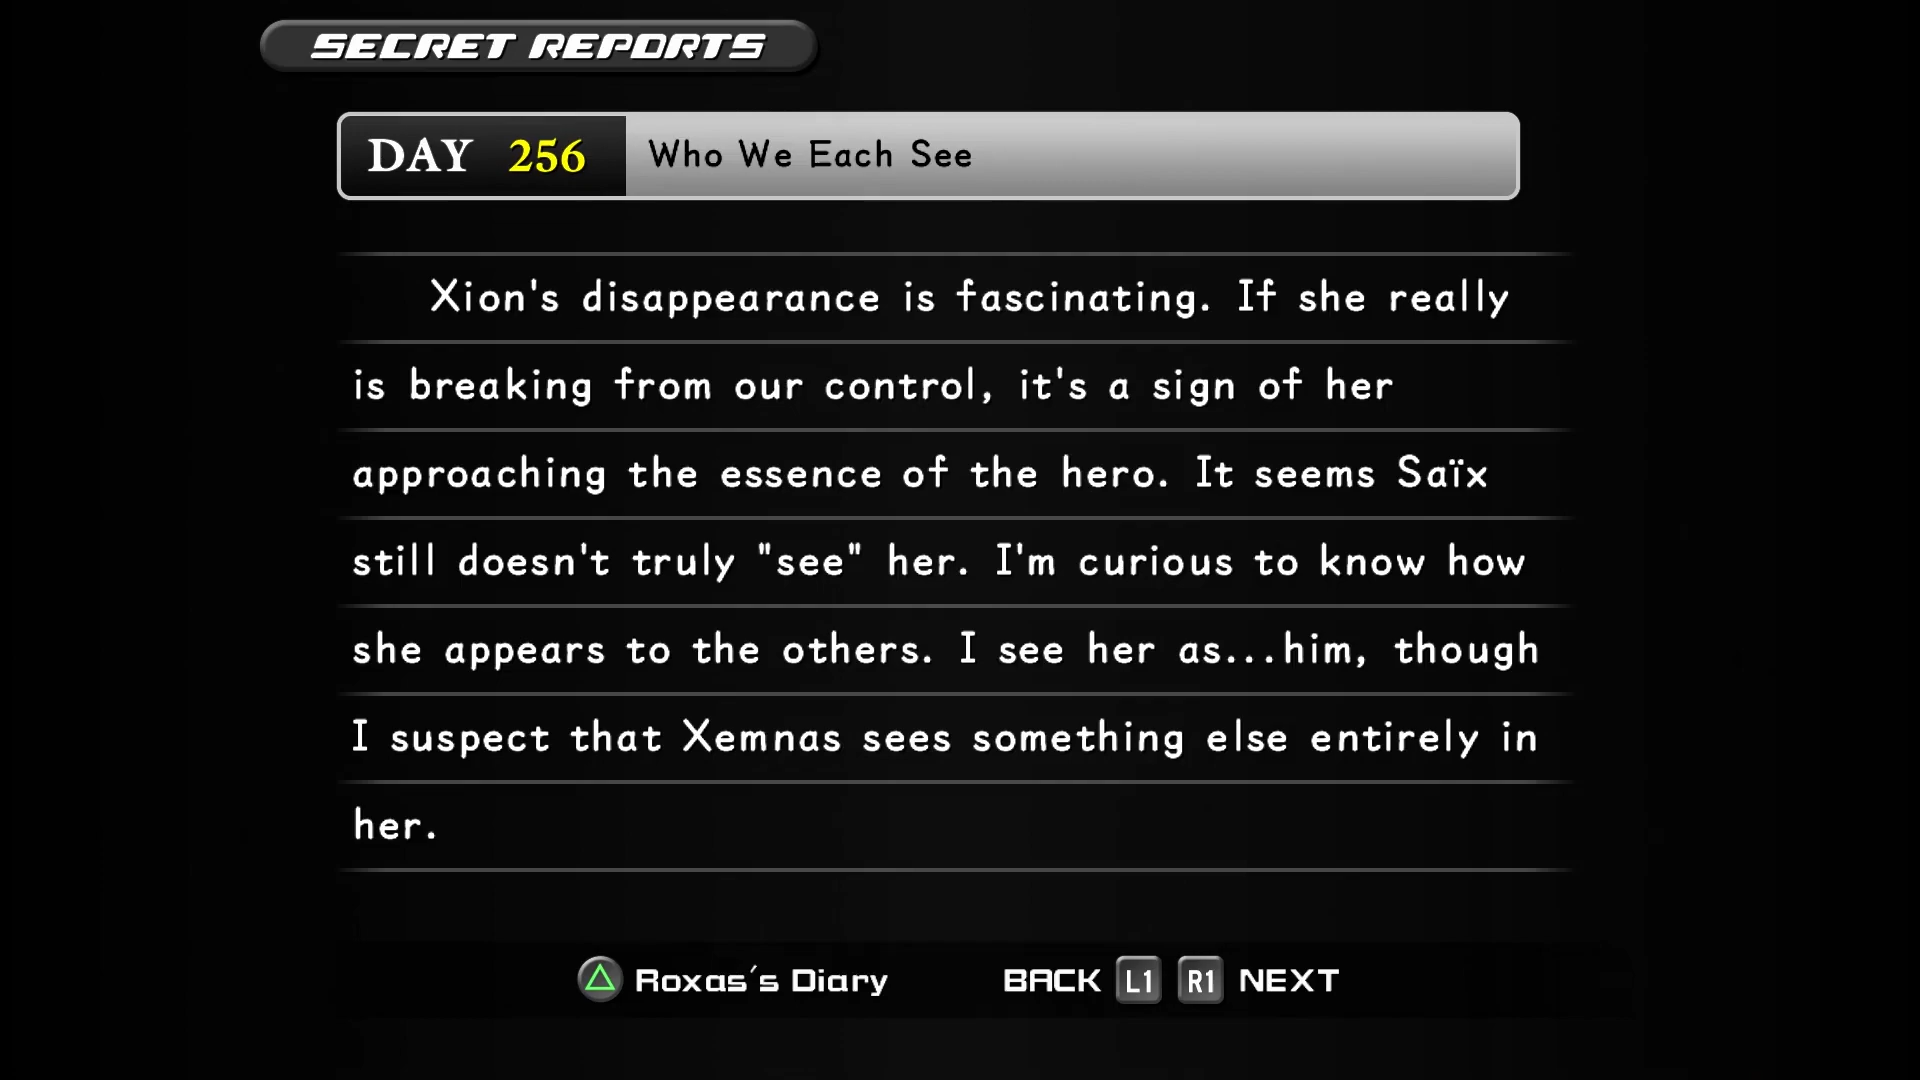 SECRET REPORTS
DAY 256 Who We Each See
Xion's disappearance is fascinating. If she really
is breaking from our control, it's a sign of her
approaching the essence of the hero. It seems Saïx
still doesn't truly "see" her. I'm curious to know how
she appears to the others. I see her as...him, though
I suspect that Xemnas sees something else entirely in
her.
Roxas's Diary BACK L1 R1 NEXT